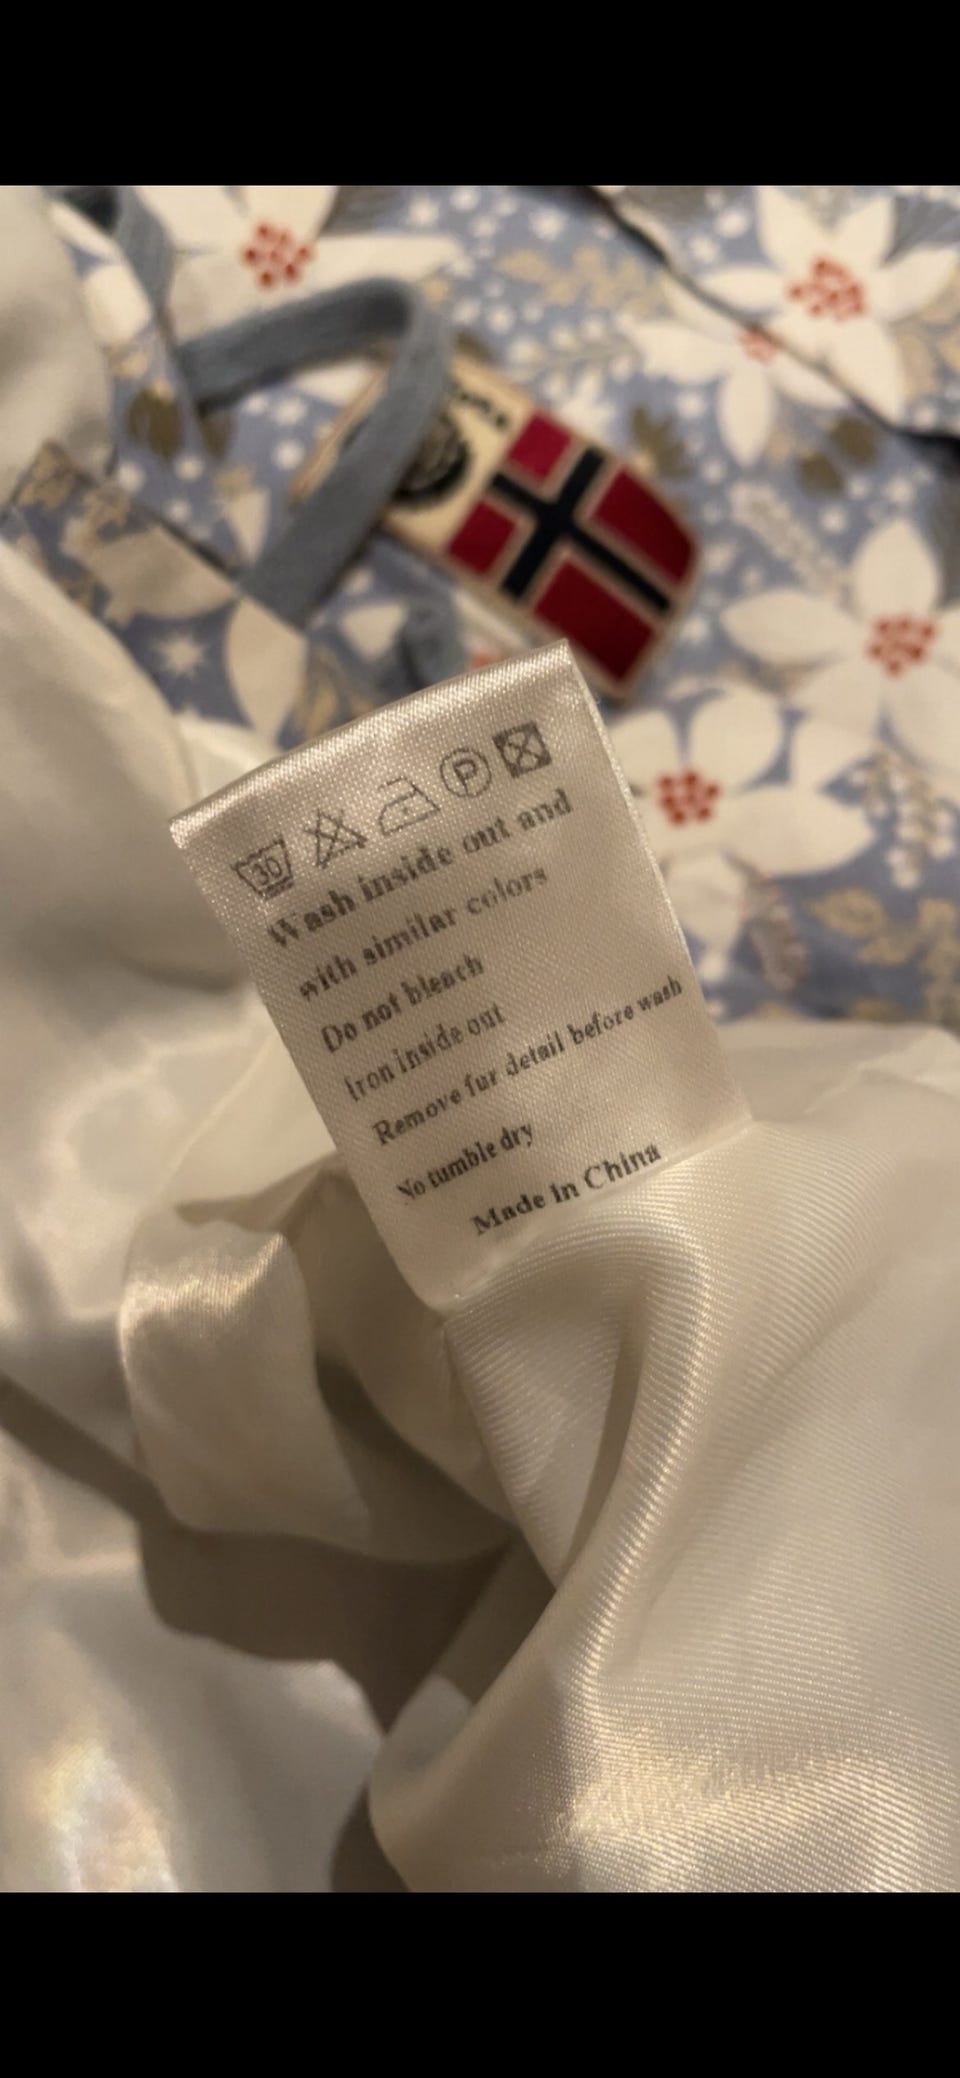 30 P
Wash inside out and
with similar colors
Do not bleach
Iron inside out
Remove fur detail before wash
No tumble dry
Made in China